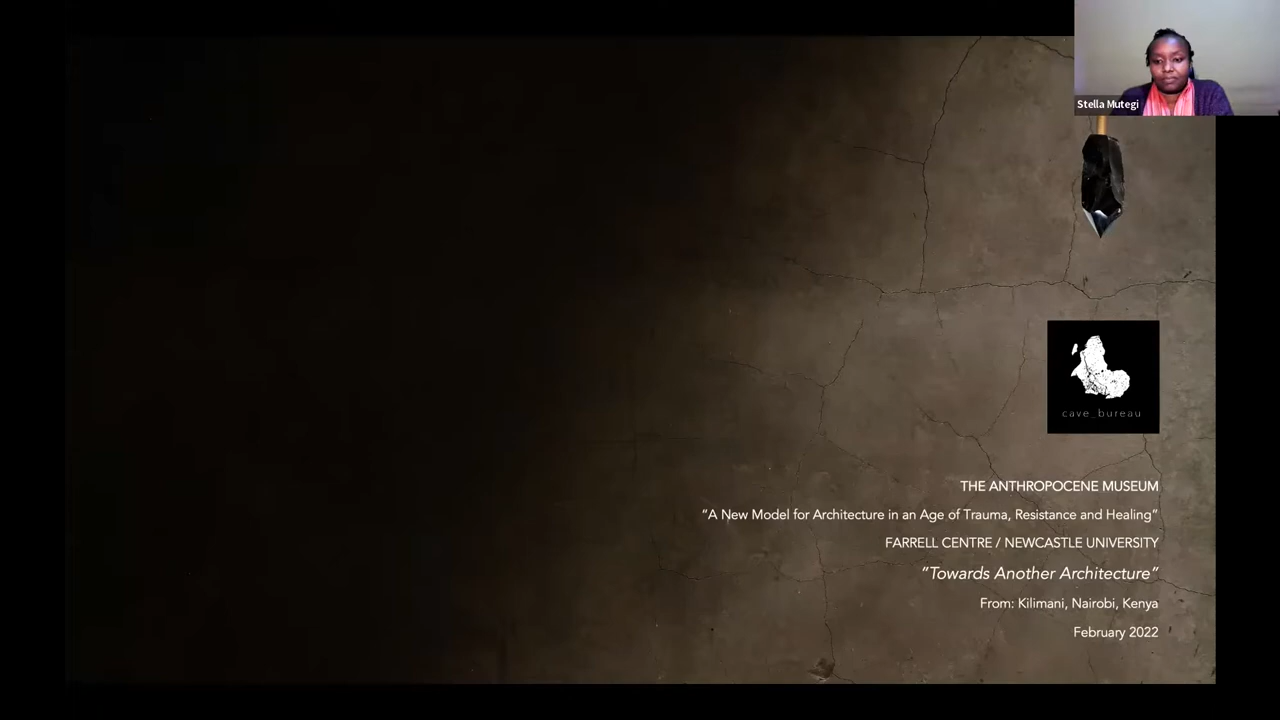 Stella Mutegi
cave_bureau
THE ANTHROPOCENE MUSEUM
“A New Model for Architecture in an Age of Trauma, Resistance and Healing”
FARRELL CENTRE / NEWCASTLE UNIVERSITY
“Towards Another Architecture”
From: Kilimani, Nairobi, Kenya
February 2022